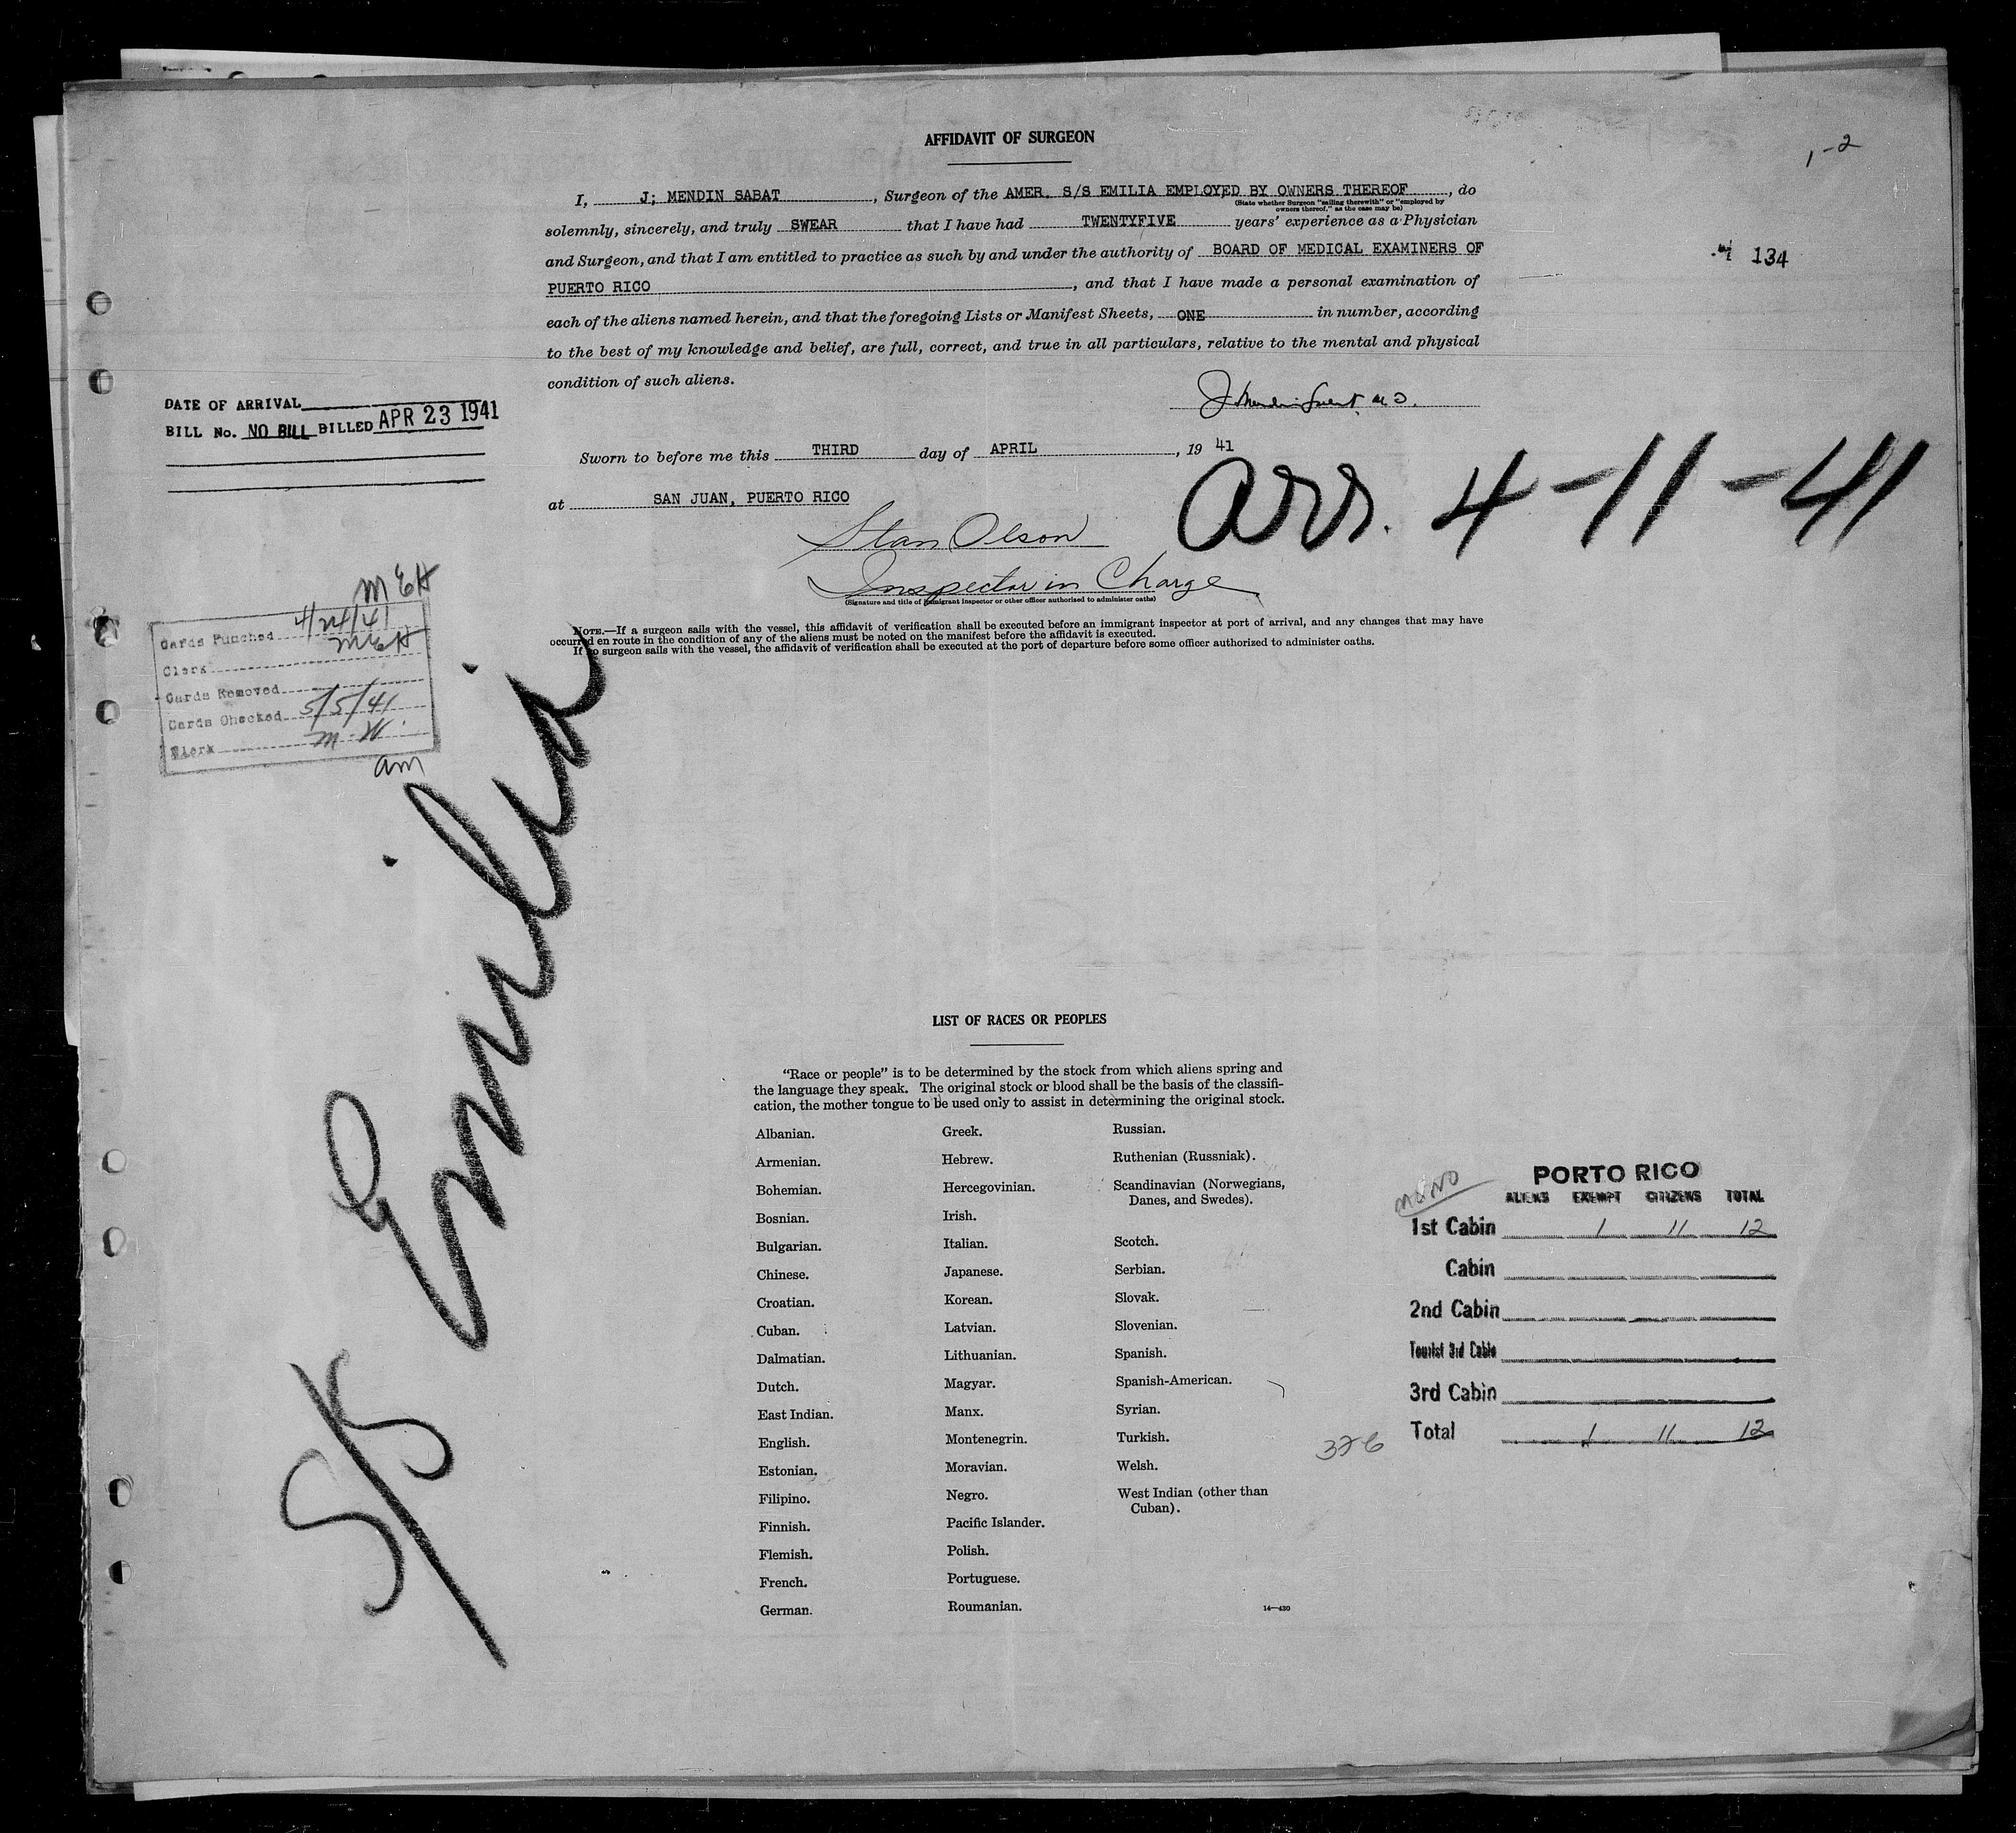 AFFIDAVIT OF SURGEON
1-2
I, J; MENDIN SABAT, Surgeon of the AMER. S/S EMILIA EMPLOYED BY OWNERS THEREOF, do
(State whether Surgeon "sailing therewith" or "employed by
owners thereof," as the case may be)
solemnly, sincerely, and truly SWEAR that I have had TWENTYFIVE years' experience as a Physician
and Surgeon, and that I am entitled to practice as such by and under the authority of BOARD OF MEDICAL EXAMINERS OF
134
PUERTO RICO, and that I have made a personal examination of
each of the aliens named herein, and that the foregoing Lists or Manifest Sheets, ONE in number, according
to the best of my knowledge and belief, are full, correct, and true in all particulars, relative to the mental and physical
condition of such aliens.
DATE OF ARRIVAL
BILL No. NO BILL BILLED APR 23 1941
Sworn to before me this THIRD day of APRIL, 19 41
at SAN JUAN, PUERTO RICO
arr. 4-11-41
Stan Olson
Inspector in Charge
(Signature and title of immigrant inspector or other officer authorized to administer oaths)
NOTE.—If a surgeon sails with the vessel, this affidavit of verification shall be executed before an immigrant inspector at port of arrival, and any changes that may have
occurred en route in the condition of any of the aliens must be noted on the manifest before the affidavit is executed.
If no surgeon sails with the vessel, the affidavit of verification shall be executed at the port of departure before some officer authorized to administer oaths.
MEH
Cards Punched 4/24/41
Clerk MEH
Cards Removed
Cards Checked 5/5/41
Clerk M.W.
am
S/S Emilia
LIST OF RACES OR PEOPLES
"Race or people" is to be determined by the stock from which aliens spring and
the language they speak. The original stock or blood shall be the basis of the classifi-
cation, the mother tongue to be used only to assist in determining the original stock.
Albanian.
Armenian.
Bohemian.
Bosnian.
Bulgarian.
Chinese.
Croatian.
Cuban.
Dalmatian.
Dutch.
East Indian.
English.
Estonian.
Filipino.
Finnish.
Flemish.
French.
German.
Greek.
Hebrew.
Hercegovinian.
Irish.
Italian.
Japanese.
Korean.
Latvian.
Lithuanian.
Magyar.
Manx.
Montenegrin.
Moravian.
Negro.
Pacific Islander.
Polish.
Portuguese.
Roumanian.
Russian.
Ruthenian (Russniak).
Scandinavian (Norwegians,
Danes, and Swedes).
Scotch.
Serbian.
Slovak.
Slovenian.
Spanish.
Spanish-American.
Syrian.
Turkish.
Welsh.
West Indian (other than
Cuban).
14—430
PORTO RICO
ALIENS EXEMPT CITIZENS TOTAL
1st Cabin 1 11 12
Cabin
2nd Cabin
Tourist 3rd Cabin
3rd Cabin
Total 1 11 12